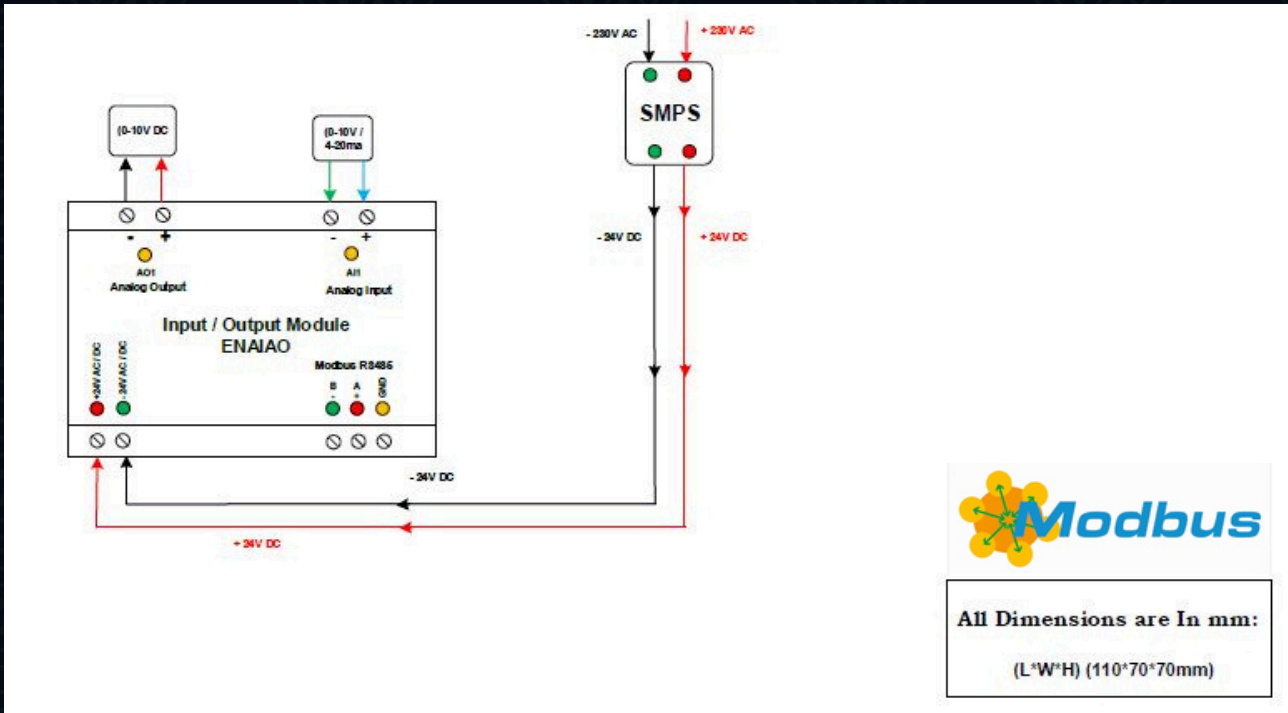 - 230V AC
+ 230V AC
SMPS
(0-10V DC
(0-10V /
4-20ma
- +
- +
AO1
Analog Output
AI1
Analog Input
- 24V DC
+ 24V DC
Input / Output Module
ENAIAO
+24V AC / DC
- 24V AC / DC
Modbus RS485
B
-
A
+
GND
- 24V DC
+ 24V DC
Modbus
All Dimensions are In mm:
(L*W*H) (110*70*70mm)